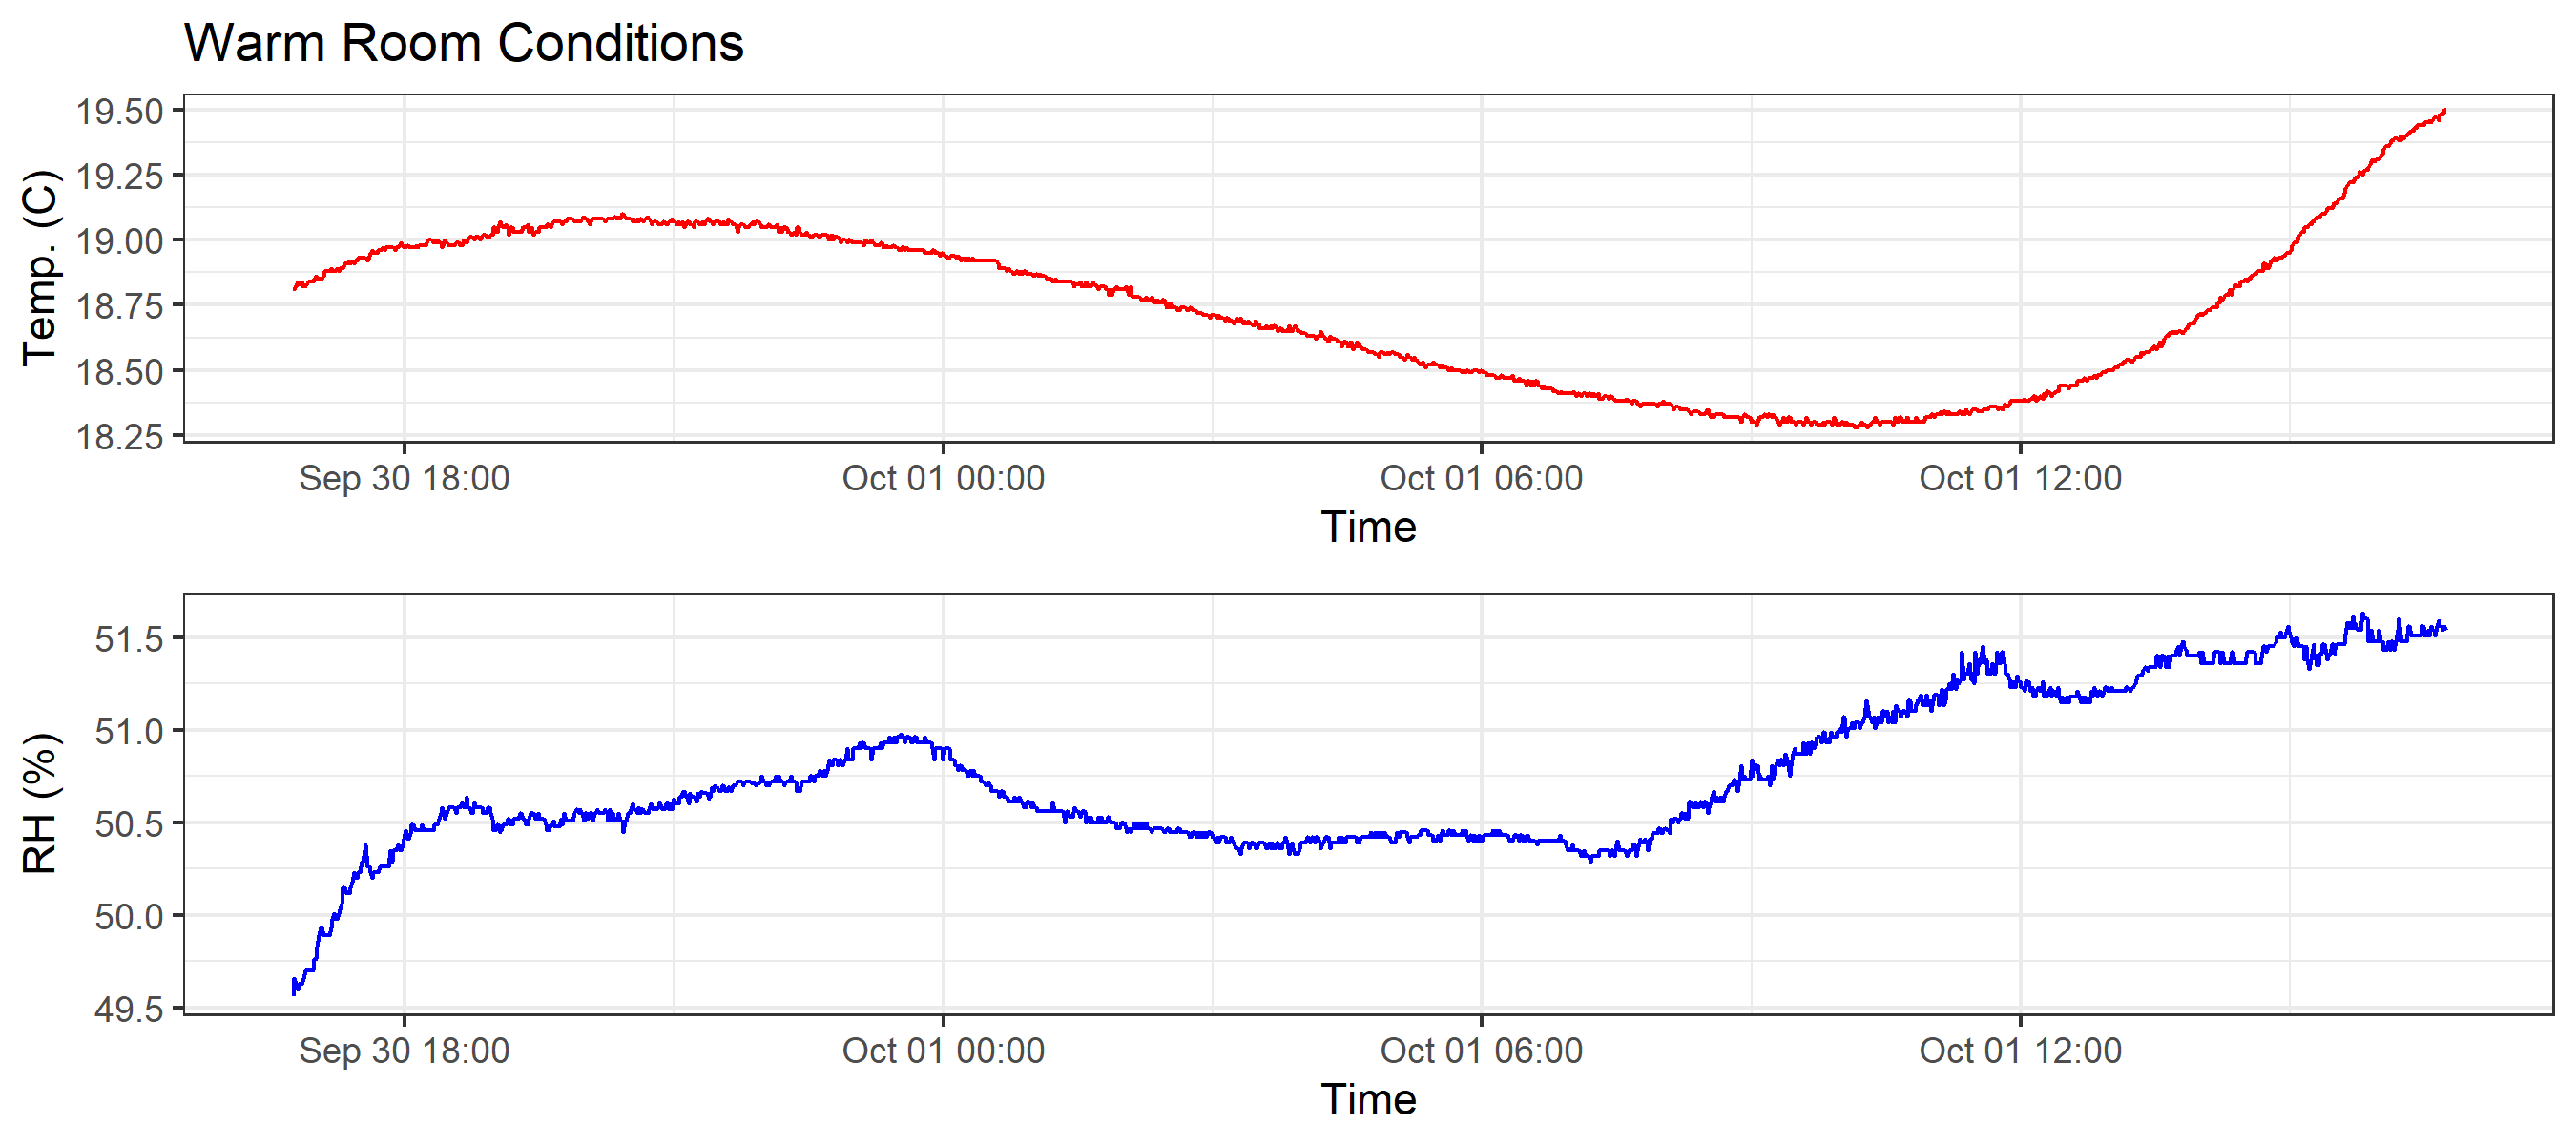 Warm Room Conditions
Temp. (C)
19.50
19.25
19.00
18.75
18.50
18.25
Sep 30 18:00 Oct 01 00:00 Oct 01 06:00 Oct 01 12:00
Time
RH (%)
51.5
51.0
50.5
50.0
49.5
Sep 30 18:00 Oct 01 00:00 Oct 01 06:00 Oct 01 12:00
Time